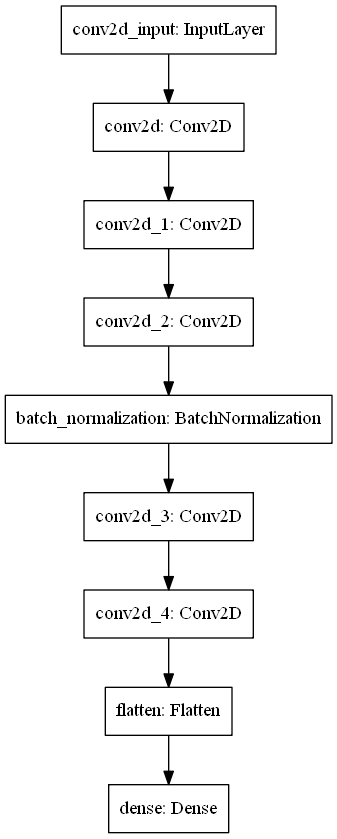 conv2d_input: InputLayer
conv2d: Conv2D
conv2d_1: Conv2D
conv2d_2: Conv2D
batch_normalization: BatchNormalization
conv2d_3: Conv2D
conv2d_4: Conv2D
flatten: Flatten
dense: Dense